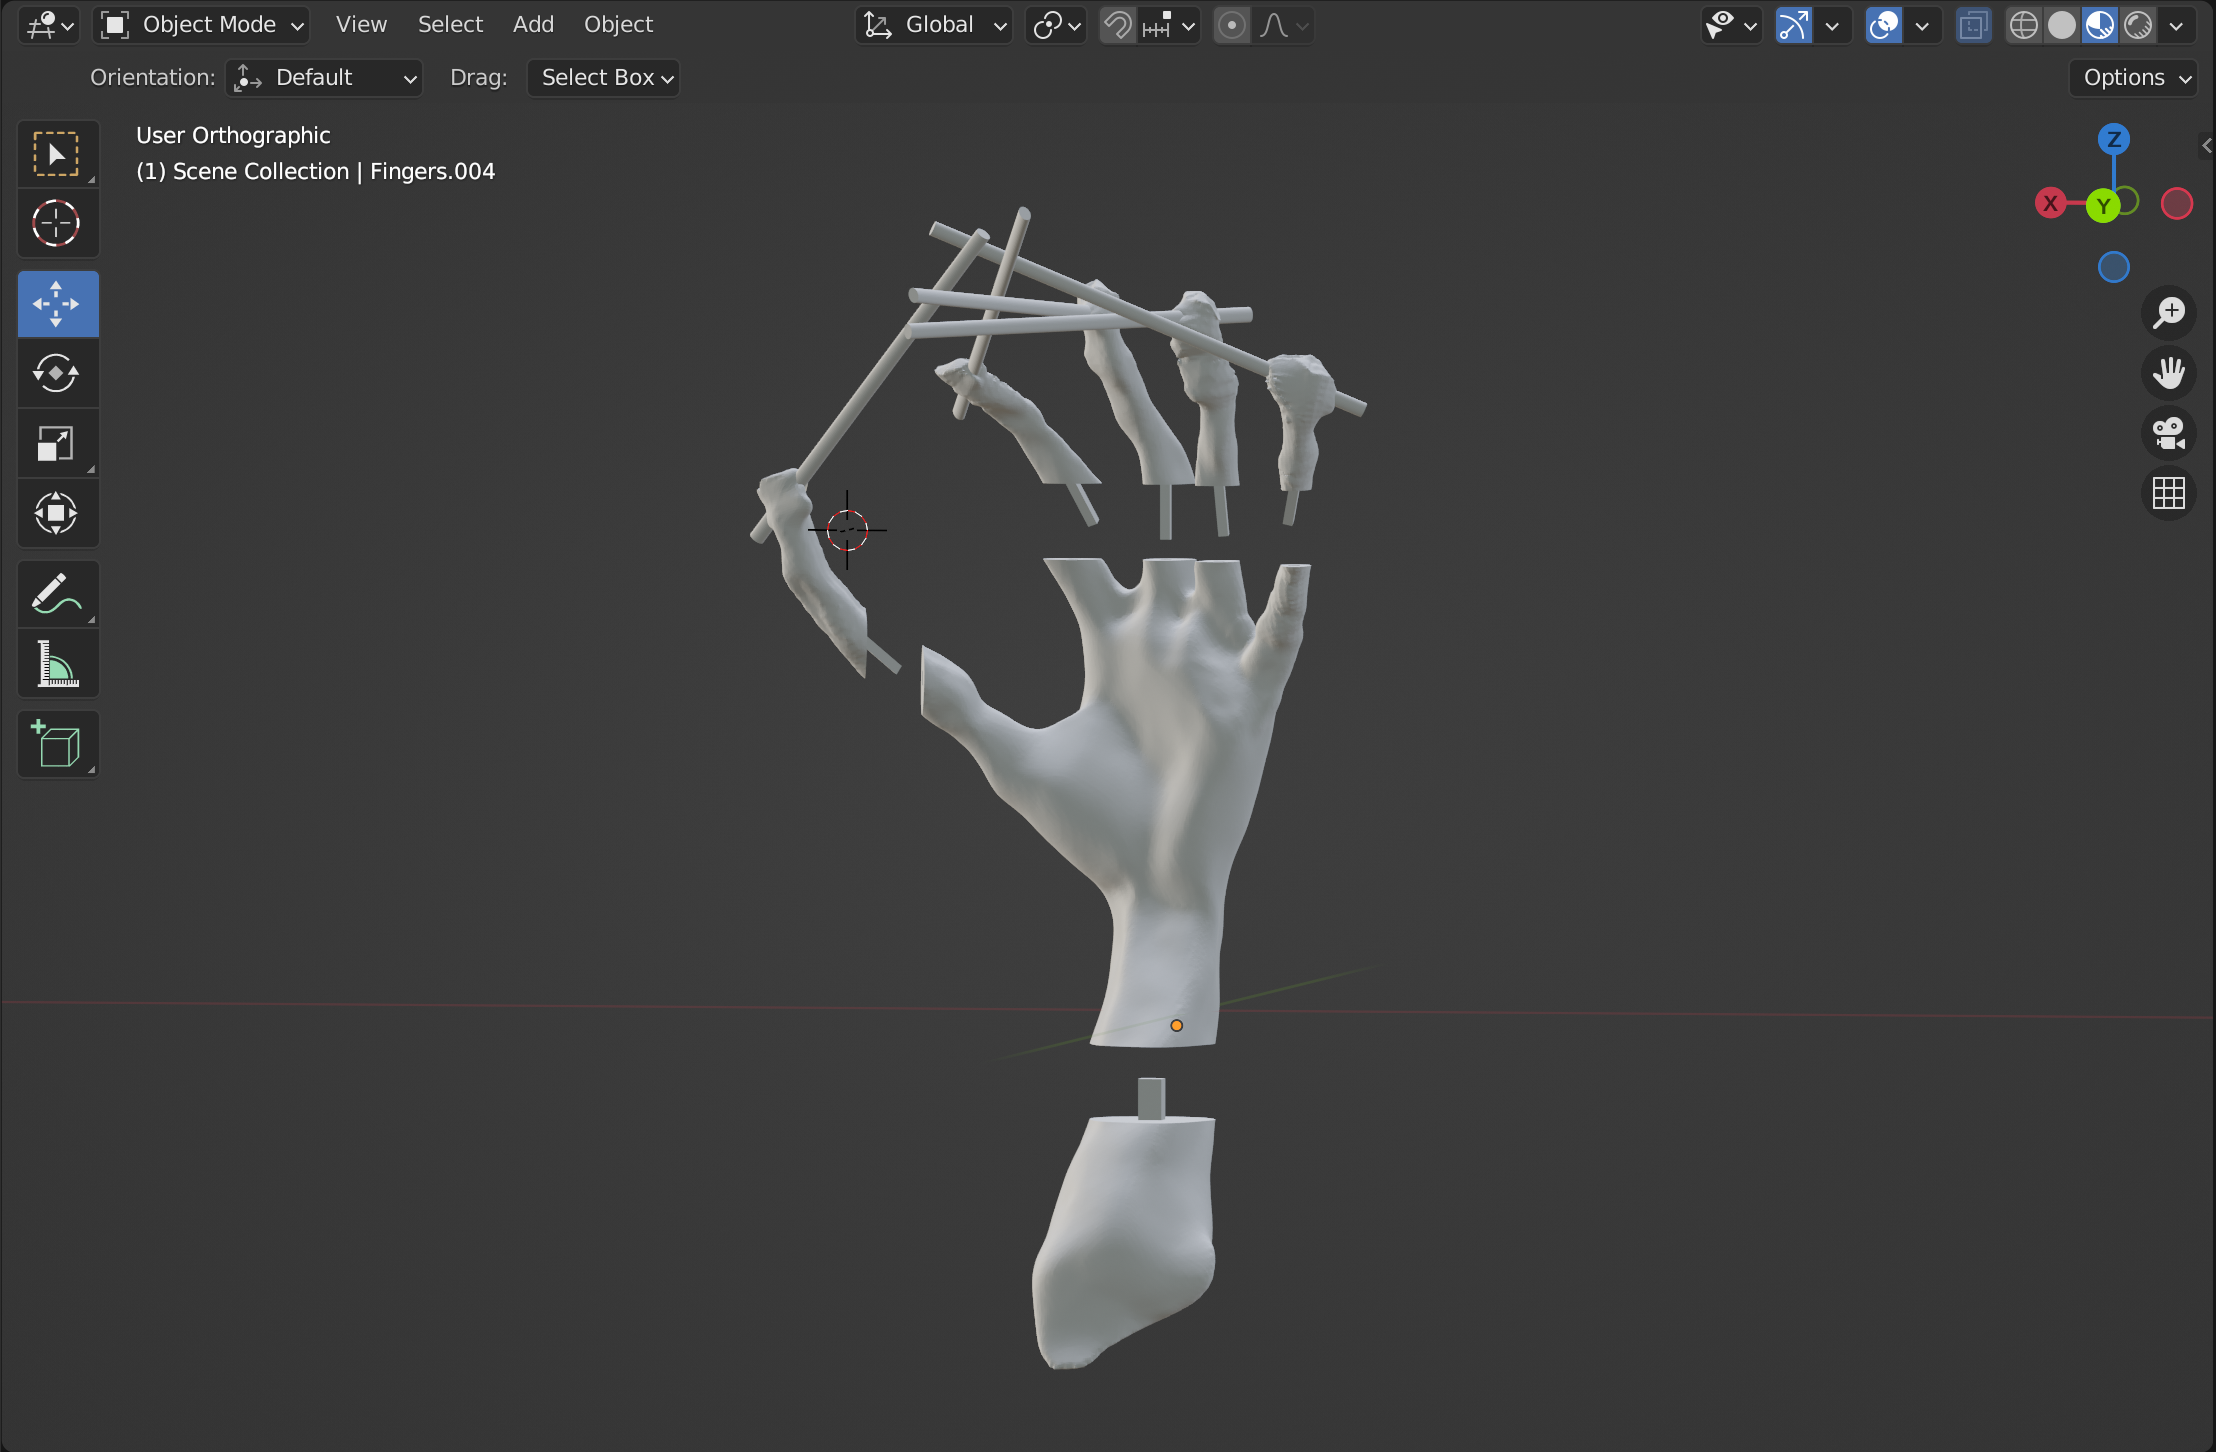 Object Mode View Select Add Object Global
Orientation: Default Drag: Select Box Options
User Orthographic
(1) Scene Collection | Fingers.004
Z
X
Y